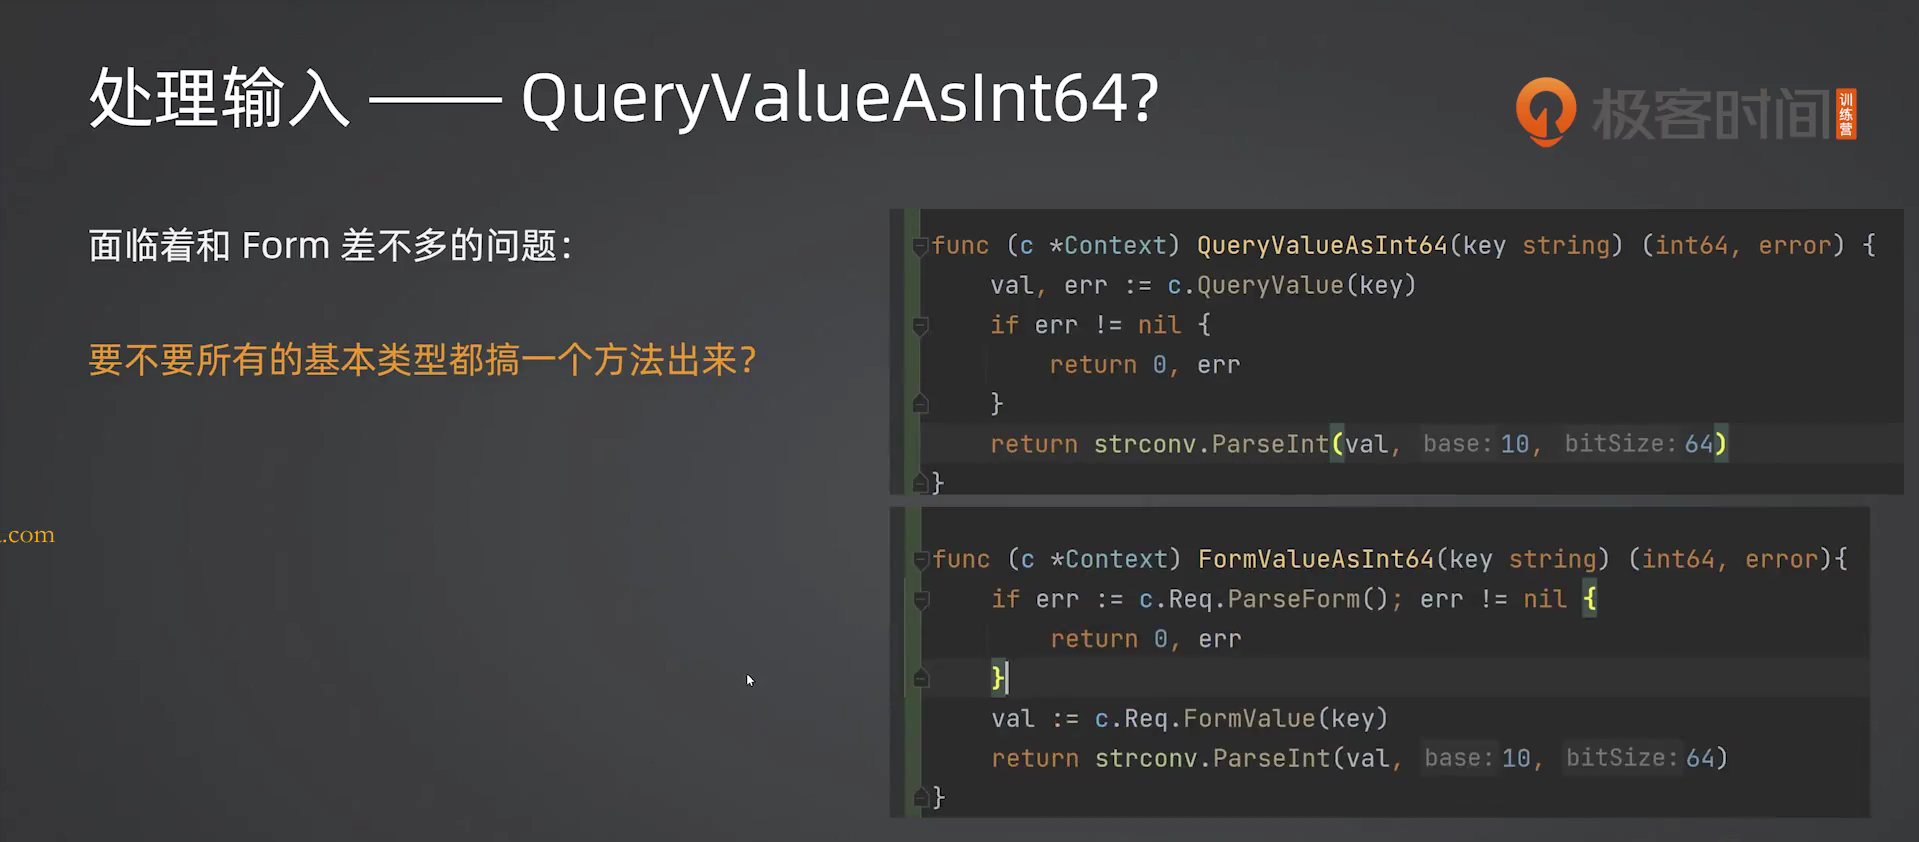 处理输入 —— QueryValueAsInt64?
极客时间
训练营
面临着和 Form 差不多的问题：
要不要所有的基本类型都搞一个方法出来？
.com
func (c *Context) QueryValueAsInt64(key string) (int64, error) {
    val, err := c.QueryValue(key)
    if err != nil {
        return 0, err
    }
    return strconv.ParseInt(val, base: 10, bitSize: 64)
}
func (c *Context) FormValueAsInt64(key string) (int64, error){
    if err := c.Req.ParseForm(); err != nil {
        return 0, err
    }
    val := c.Req.FormValue(key)
    return strconv.ParseInt(val, base: 10, bitSize: 64)
}